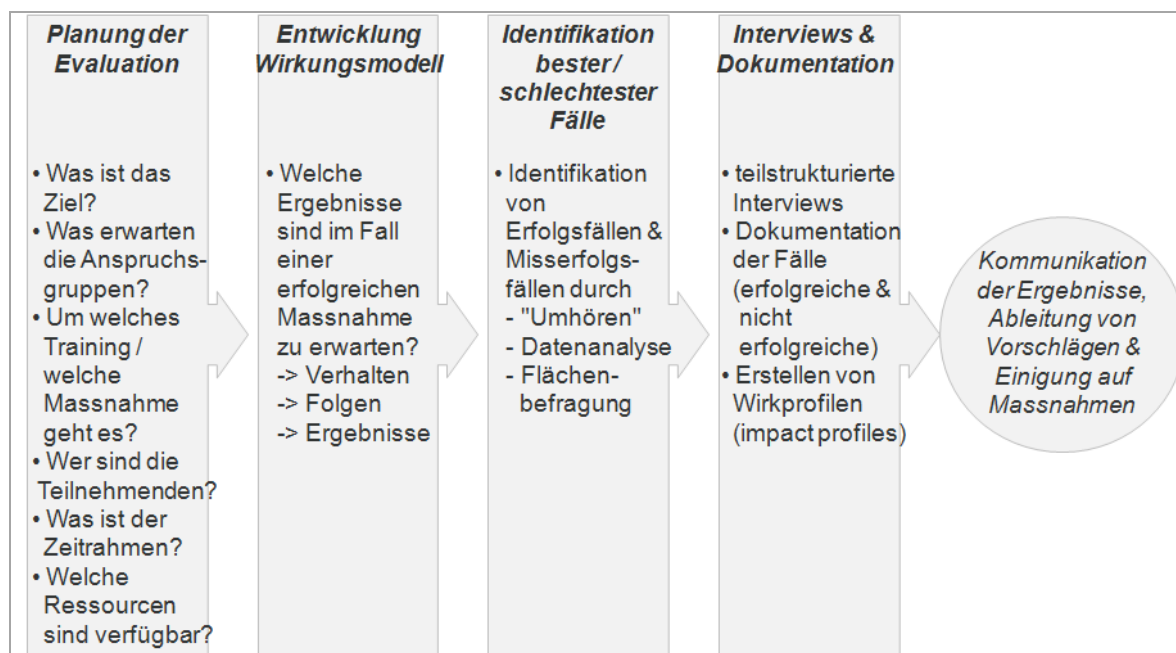 Planung der
Evaluation
• Was ist das
Ziel?
• Was erwarten
die Anspruchs-
gruppen?
• Um welches
Training /
welche
Massnahme
geht es?
• Wer sind die
Teilnehmenden?
• Was ist der
Zeitrahmen?
• Welche
Ressourcen
sind verfügbar?
Entwicklung
Wirkungsmodell
• Welche
Ergebnisse
sind im Fall
einer
erfolgreichen
Massnahme
zu erwarten?
-> Verhalten
-> Folgen
-> Ergebnisse
Identifikation
bester /
schlechtester
Fälle
• Identifikation
von
Erfolgsfällen &
Misserfolgs-
fällen durch
- "Umhören"
- Datenanalyse
- Flächen-
befragung
Interviews &
Dokumentation
• teilstrukturierte
Interviews
• Dokumentation
der Fälle
(erfolgreiche &
nicht
erfolgreiche)
• Erstellen von
Wirkprofilen
(impact profiles)
Kommunikation
der Ergebnisse,
Ableitung von
Vorschlägen &
Einigung auf
Massnahmen